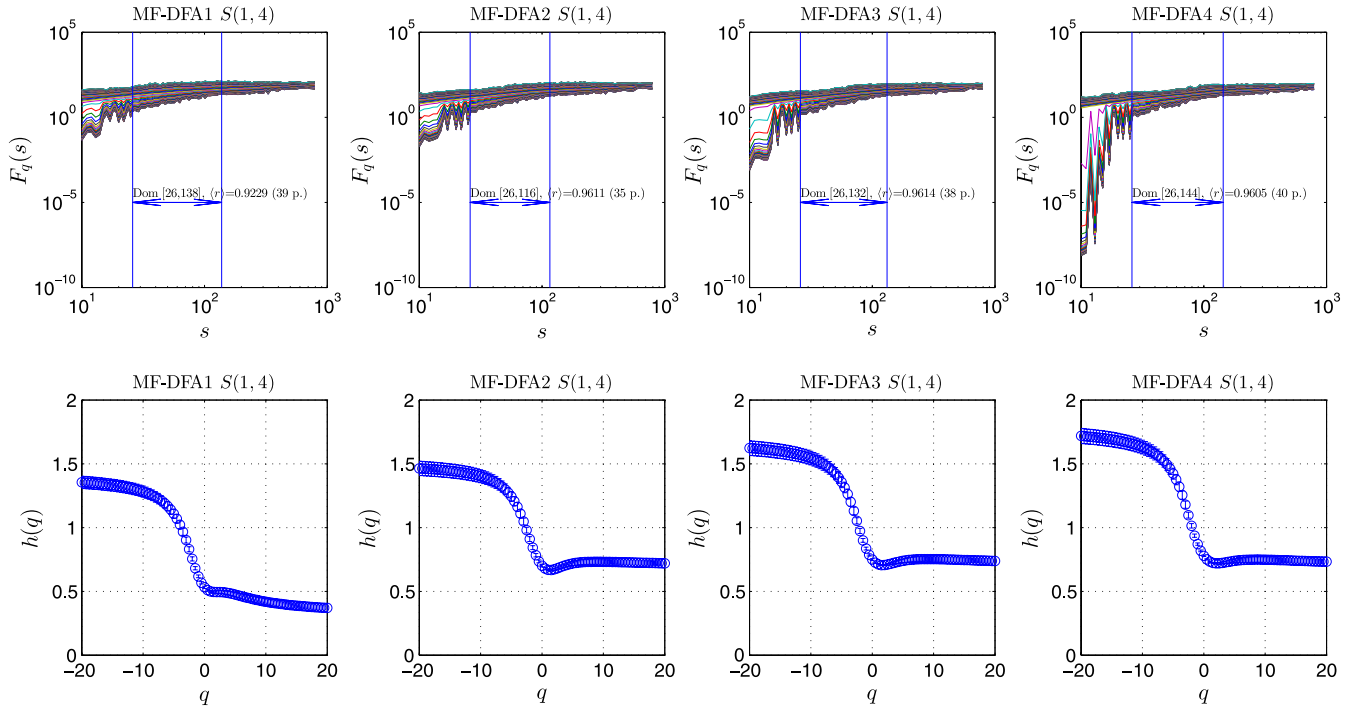 MF-DFA1 S(1, 4)
MF-DFA2 S(1, 4)
MF-DFA3 S(1, 4)
MF-DFA4 S(1, 4)
10^5
10^0
10^-5
10^-10
F_q(s)
Dom [26,138], ⟨r⟩=0.9229 (39 p.)
10^1
10^2
10^3
s
10^5
10^0
10^-5
10^-10
F_q(s)
Dom [26,116], ⟨r⟩=0.9611 (35 p.)
10^1
10^2
10^3
s
10^5
10^0
10^-5
10^-10
F_q(s)
Dom [26,132], ⟨r⟩=0.9614 (38 p.)
10^1
10^2
10^3
s
10^5
10^0
10^-5
10^-10
F_q(s)
Dom [26,144], ⟨r⟩=0.9605 (40 p.)
10^1
10^2
10^3
s
MF-DFA1 S(1, 4)
2
1.5
1
0.5
0
h(q)
−20 −10 0 10 20
q
MF-DFA2 S(1, 4)
2
1.5
1
0.5
0
h(q)
−20 −10 0 10 20
q
MF-DFA3 S(1, 4)
2
1.5
1
0.5
0
h(q)
−20 −10 0 10 20
q
MF-DFA4 S(1, 4)
2
1.5
1
0.5
0
h(q)
−20 −10 0 10 20
q